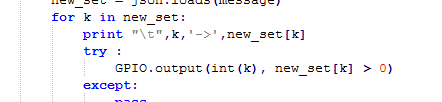 new_set = json.loads(message)
for k in new_set:
    print "\t",k,'->',new_set[k]
    try :
        GPIO.output(int(k), new_set[k] > 0)
    except:
        pass